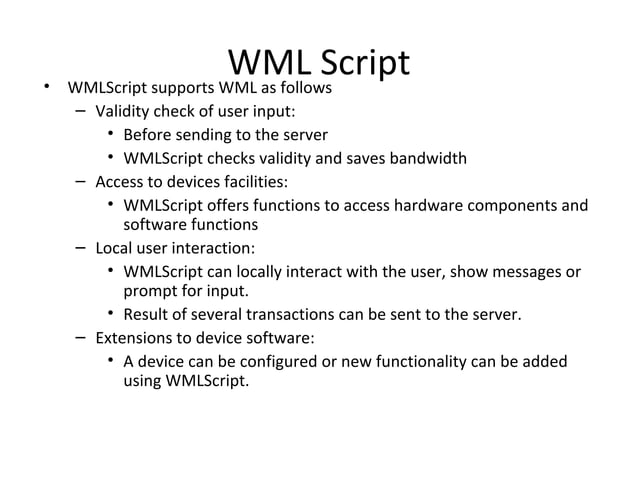 WML Script
• WMLScript supports WML as follows
– Validity check of user input:
• Before sending to the server
• WMLScript checks validity and saves bandwidth
– Access to devices facilities:
• WMLScript offers functions to access hardware components and
software functions
– Local user interaction:
• WMLScript can locally interact with the user, show messages or
prompt for input.
• Result of several transactions can be sent to the server.
– Extensions to device software:
• A device can be configured or new functionality can be added
using WMLScript.